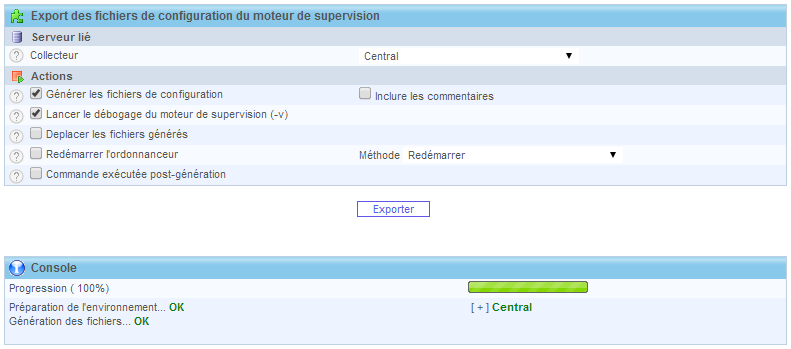 Export des fichiers de configuration du moteur de supervision
Serveur lié
Collecteur Central
Actions
Générer les fichiers de configuration Inclure les commentaires
Lancer le débogage du moteur de supervision (-v)
Deplacer les fichiers générés
Redémarrer l'ordonnanceur Méthode Redémarrer
Commande exécutée post-génération
Exporter
Console
Progression ( 100%)
Préparation de l'environnement... OK [ + ] Central
Génération des fichiers... OK